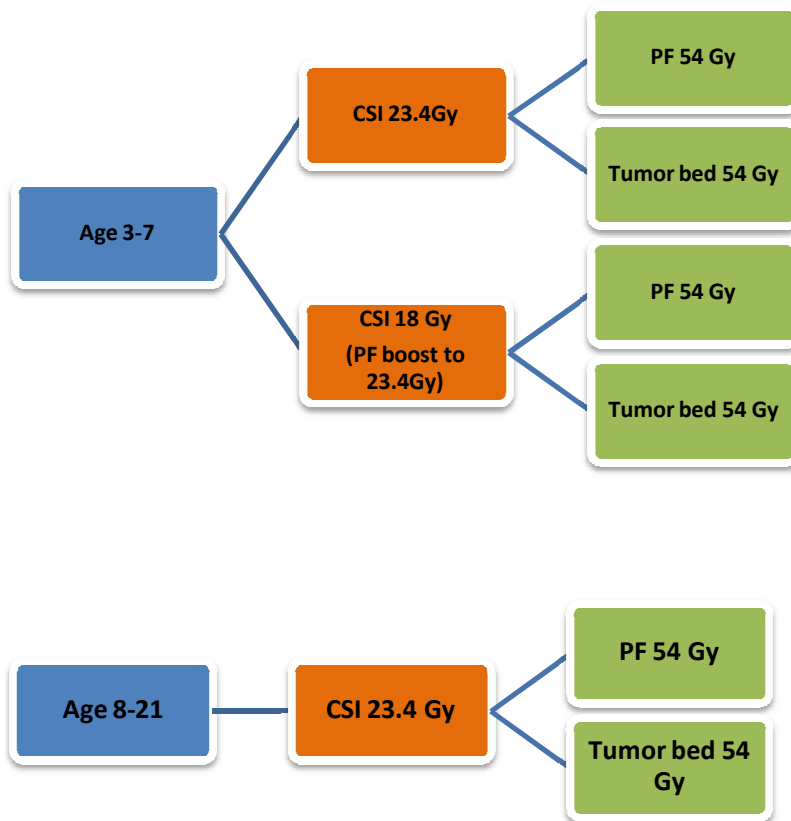 PF 54 Gy
CSI 23.4Gy
Tumor bed 54 Gy
Age 3-7
PF 54 Gy
CSI 18 Gy
(PF boost to
23.4Gy)
Tumor bed 54 Gy
PF 54 Gy
Age 8-21
CSI 23.4 Gy
Tumor bed 54
Gy